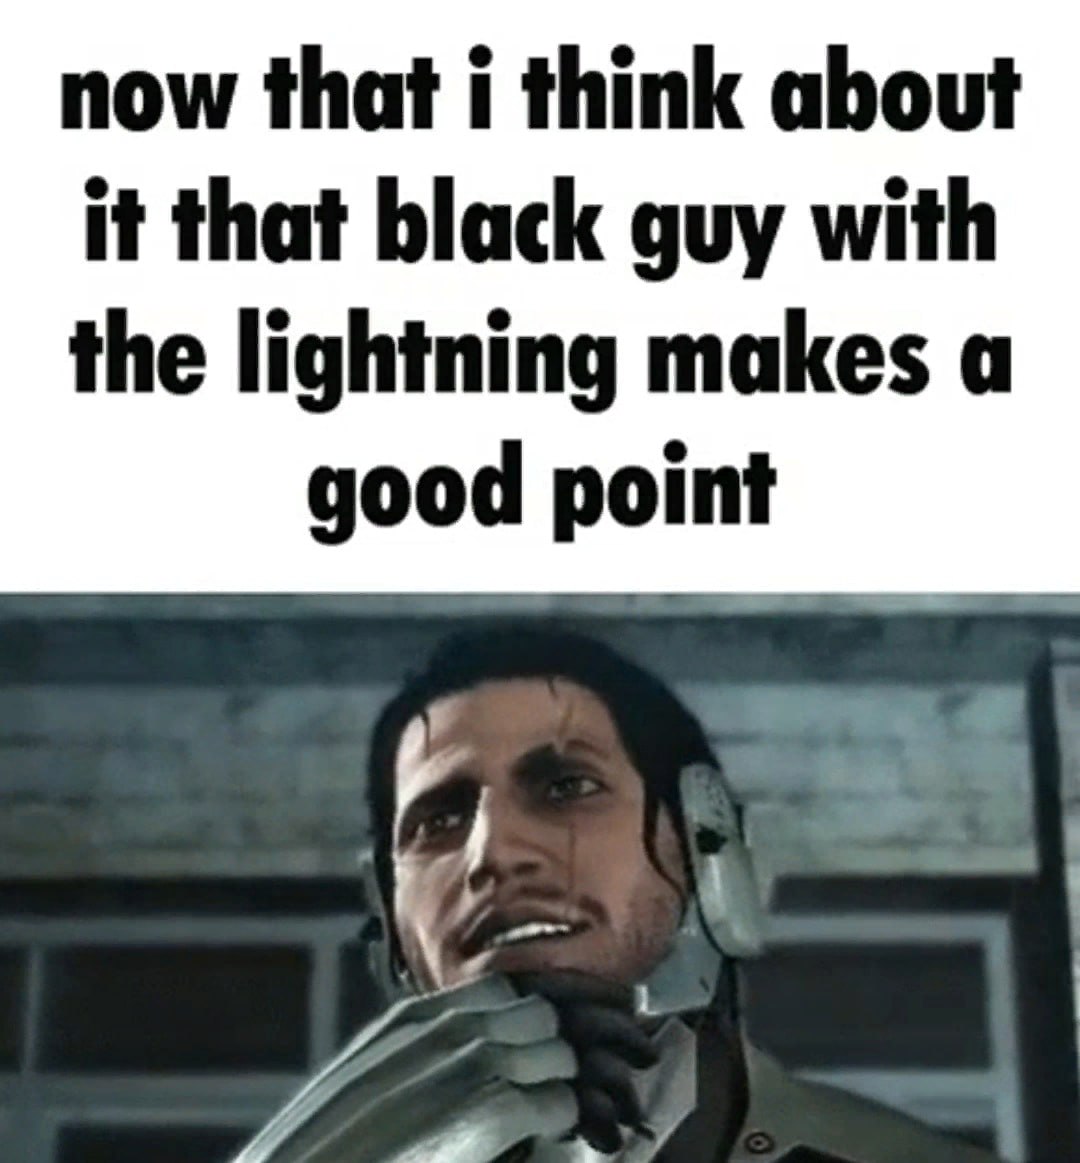 now that i think about
it that black guy with
the lightning makes a
good point